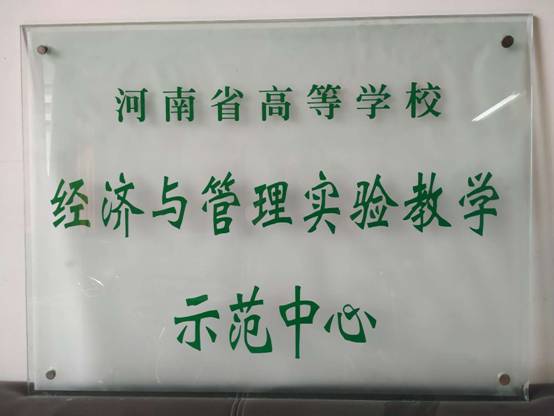 河南省高等学校
经济与管理实验教学
示范中心